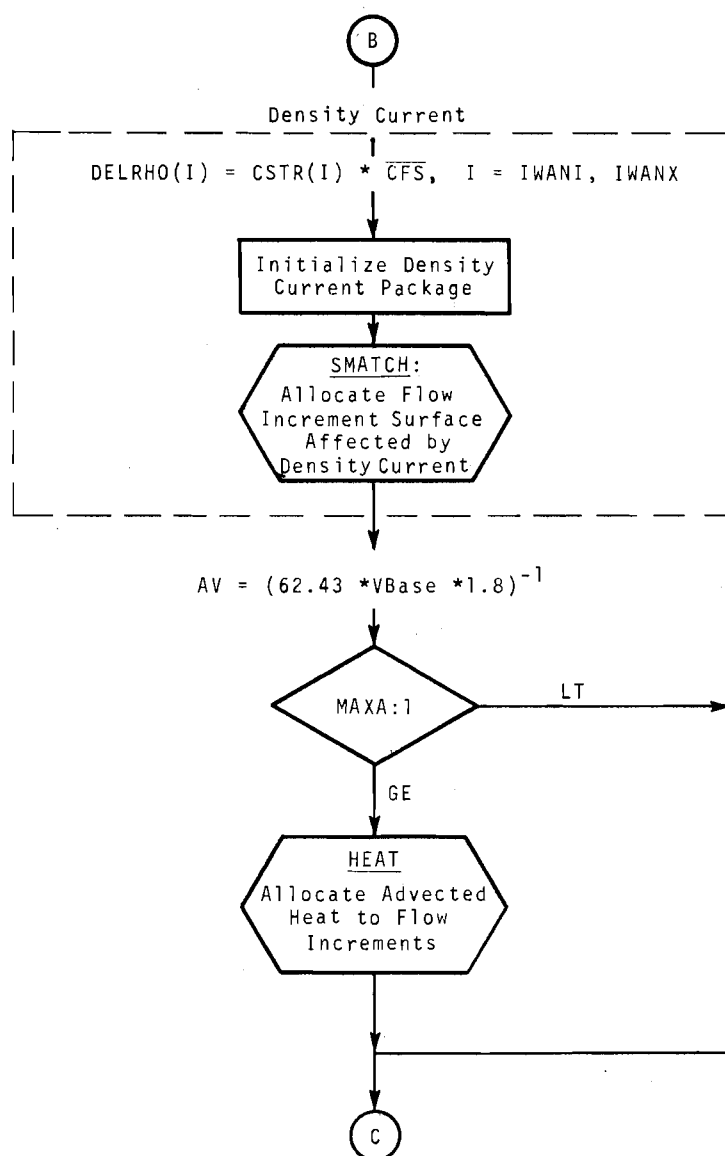 B
Density Current
DELRHO(I) = CSTR(I) * C̅F̅S̅, I = IWANI, IWANX
Initialize Density
Current Package
SMATCH:
Allocate Flow
Increment Surface
Affected by
Density Current
AV = (62.43 *VBase *1.8)⁻¹
MAXA:1
LT
GE
HEAT
Allocate Advected
Heat to Flow
Increments
C